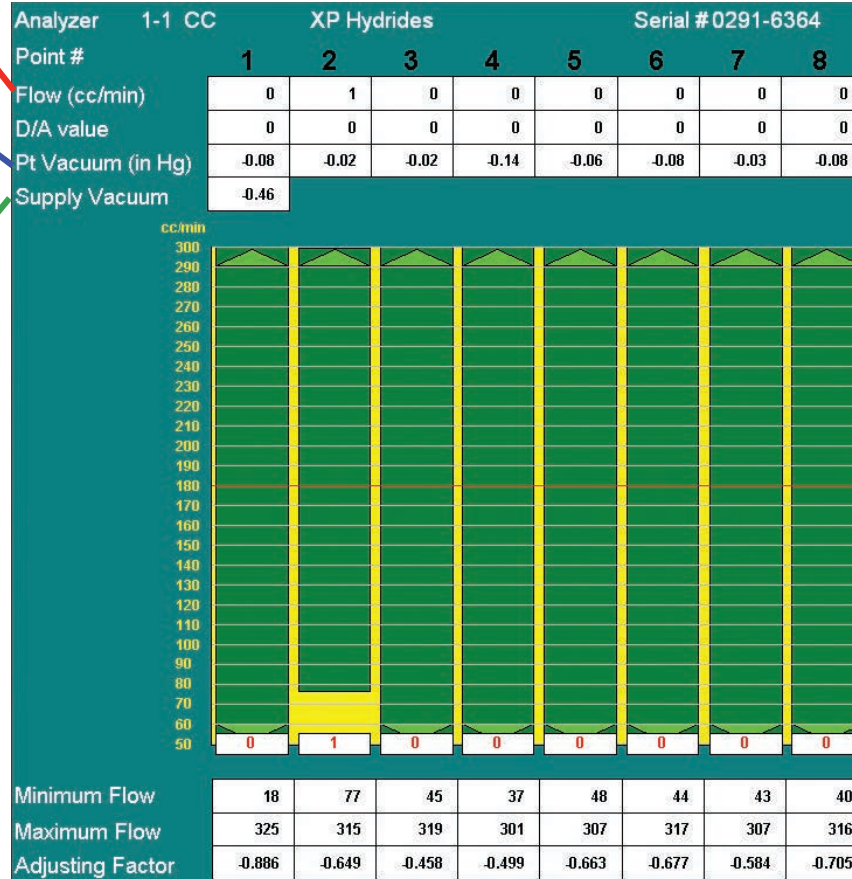 Analyzer 1-1 CC XP Hydrides Serial # 0291-6364
Point # 1 2 3 4 5 6 7 8
Flow (cc/min) 0 1 0 0 0 0 0 0
D/A value 0 0 0 0 0 0 0 0
Pt Vacuum (in Hg) -0.08 -0.02 -0.02 -0.14 -0.06 -0.08 -0.03 -0.08
Supply Vacuum -0.46
cc/min
300
290
280
270
260
250
240
230
220
210
200
190
180
170
160
150
140
130
120
110
100
90
80
70
60
50 0 1 0 0 0 0 0 0
Minimum Flow 18 77 45 37 48 44 43 40
Maximum Flow 325 315 319 301 307 317 307 316
Adjusting Factor -0.886 -0.649 -0.458 -0.499 -0.663 -0.677 -0.584 -0.705